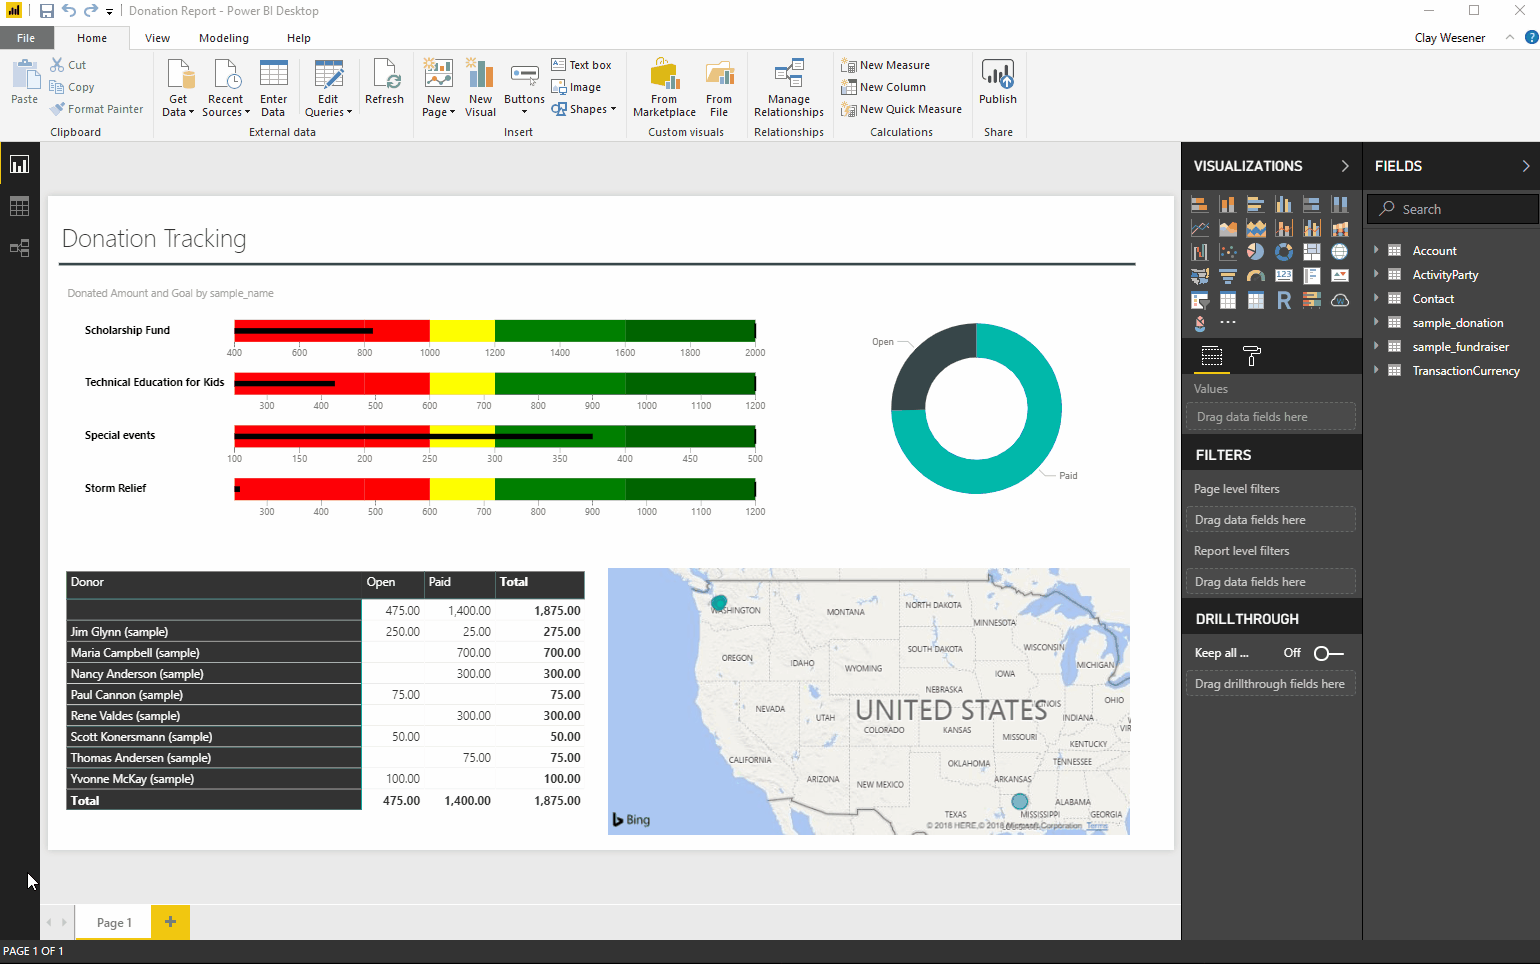 Donation Report - Power BI Desktop
File Home View Modeling Help
Clay Wesener
Paste
Cut
Copy
Format Painter
Clipboard
Get Data
Recent Sources
Enter Data
Edit Queries
External data
Refresh
New Page
New Visual
Buttons
Text box
Image
Shapes
Insert
From Marketplace
From File
Custom visuals
Manage Relationships
Relationships
New Measure
New Column
New Quick Measure
Calculations
Publish
Share
Donation Tracking
Donated Amount and Goal by sample_name
Scholarship Fund
400 600 800 1000 1200 1400 1600 1800 2000
Technical Education for Kids
300 400 500 600 700 800 900 1000 1100 1200
Special events
100 150 200 250 300 350 400 450 500
Storm Relief
300 400 500 600 700 800 900 1000 1100 1200
Open
Paid
Donor Open Paid Total
475.00 1,400.00 1,875.00
Jim Glynn (sample) 250.00 25.00 275.00
Maria Campbell (sample) 700.00 700.00
Nancy Anderson (sample) 300.00 300.00
Paul Cannon (sample) 75.00 75.00
Rene Valdes (sample) 300.00 300.00
Scott Konersmann (sample) 50.00 50.00
Thomas Andersen (sample) 75.00 75.00
Yvonne McKay (sample) 100.00 100.00
Total 475.00 1,400.00 1,875.00
WASHINGTON
MONTANA
NORTH DAKOTA
MINNESOTA
OREGON
IDAHO
WYOMING
SOUTH DAKOTA
WISCONSIN
MICHIGAN
IOWA
NEBRASKA
NEVADA
UTAH
UNITED STATES
COLORADO
KANSAS
MISSOURI
INDIANA
OHIO
KENTUCKY
CALIFORNIA
ARIZONA
NEW MEXICO
OKLAHOMA
ARKANSAS
TENNESSEE
TEXAS
MISSISSIPPI
ALABAMA
GEORGIA
Bing
© 2018 HERE, © 2018 Microsoft Corporation Terms
VISUALIZATIONS
123
R
Values
Drag data fields here
FILTERS
Page level filters
Drag data fields here
Report level filters
Drag data fields here
DRILLTHROUGH
Keep all ... Off
Drag drillthrough fields here
FIELDS
Search
Account
ActivityParty
Contact
sample_donation
sample_fundraiser
TransactionCurrency
Page 1
PAGE 1 OF 1